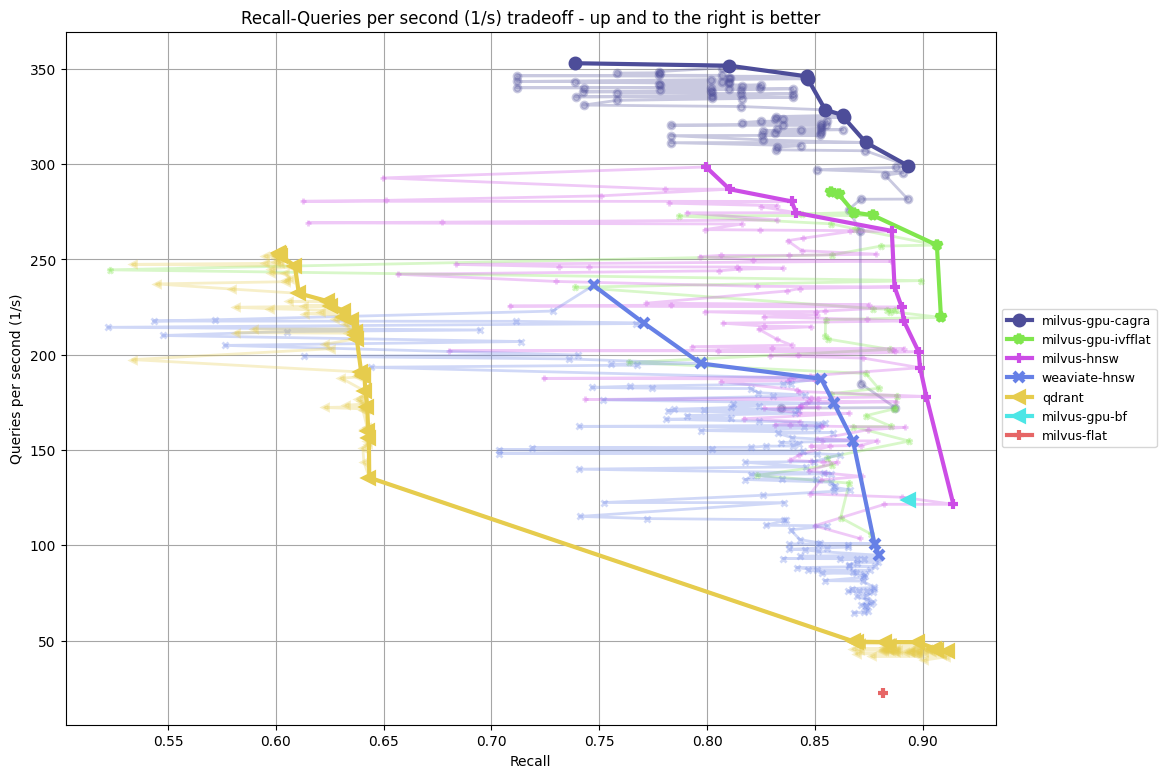 Recall-Queries per second (1/s) tradeoff - up and to the right is better
Queries per second (1/s)
350
300
250
200
150
100
50
0.55
0.60
0.65
0.70
0.75
0.80
0.85
0.90
Recall
milvus-gpu-cagra
milvus-gpu-ivfflat
milvus-hnsw
weaviate-hnsw
qdrant
milvus-gpu-bf
milvus-flat